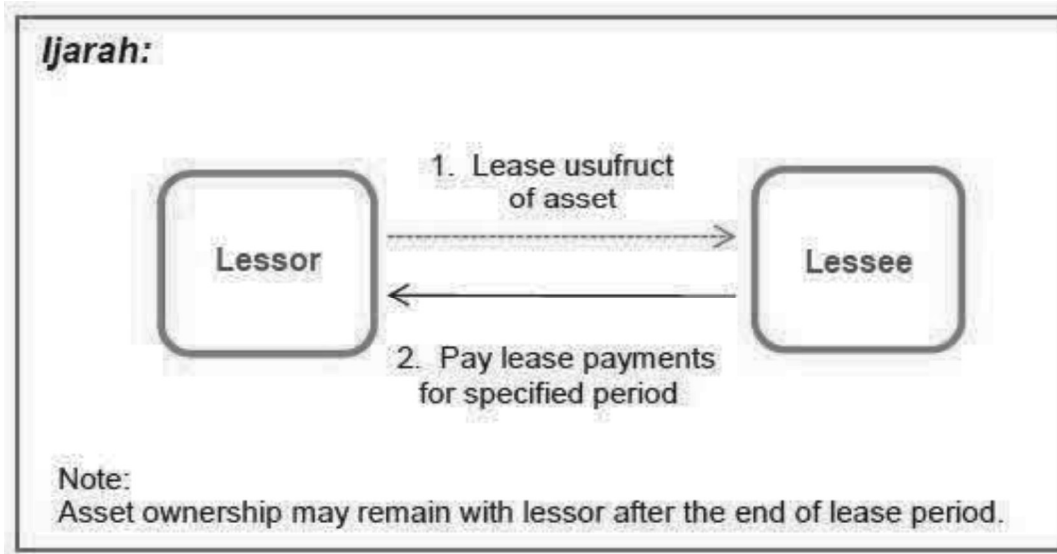 Ijarah:
1. Lease usufruct
of asset
Lessor
Lessee
2. Pay lease payments
for specified period
Note:
Asset ownership may remain with lessor after the end of lease period.